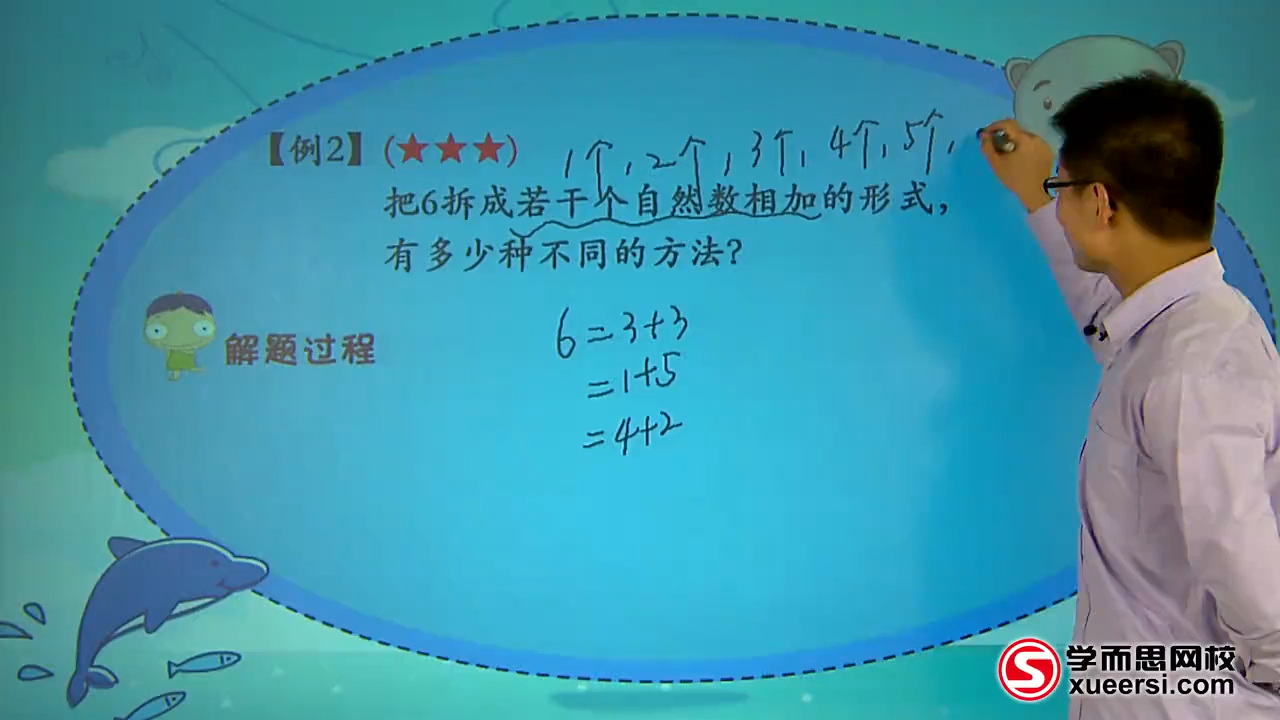 【例2】(★★★)
1个,2个,3个,4个,5个,
把6拆成若干个自然数相加的形式,
有多少种不同的方法?
解题过程
6=3+3
=1+5
=4+2
学而思网校
xueersi.com